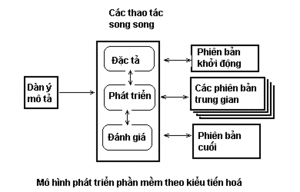 Các thao tác
song song
Đặc tả
Phiên bản
khởi động
Dàn ý
mô tả
Phát triển
Các phiên bản
trung gian
Đánh giá
Phiên bản
cuối
Mô hình phát triển phần mềm theo kiểu tiến hoá